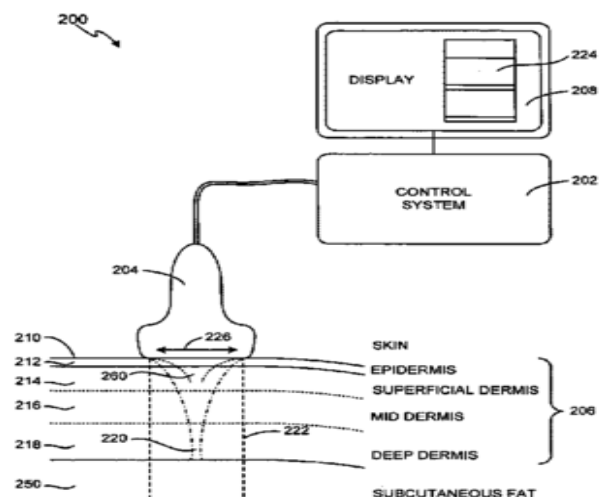 200
224
DISPLAY
208
CONTROL
SYSTEM
202
204
226
210
SKIN
212
EPIDERMIS
260
214
SUPERFICIAL DERMIS
216
MID DERMIS
206
220
222
218
DEEP DERMIS
250
SUBCUTANEOUS FAT